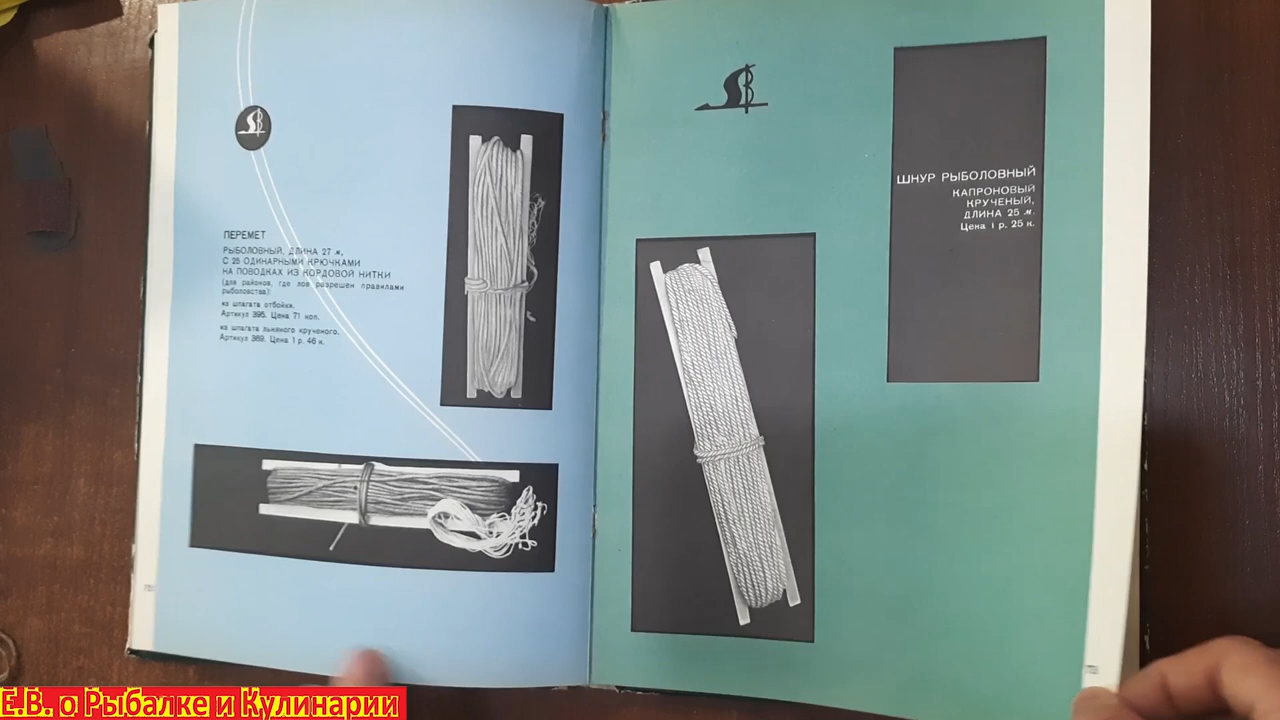 ПЕРЕМЕТ
РЫБОЛОВНЫЙ, ДЛИНА 27 м,
С 25 ОДИНАРНЫМИ КРЮЧКАМИ
НА ПОВОДКАХ ИЗ КОРДОВОЙ НИТКИ
(для районов, где лов разрешен правилами
рыболовства):
из шпагата отбойки.
Артикул 395. Цена 71 коп.
из шпагата льняного крученого.
Артикул 369. Цена 1 р. 46 к.
ШНУР РЫБОЛОВНЫЙ
КАПРОНОВЫЙ
КРУЧЕНЫЙ,
ДЛИНА 25 м.
Цена 1 р. 25 к.
Е.В. о Рыбалке и Кулинарии